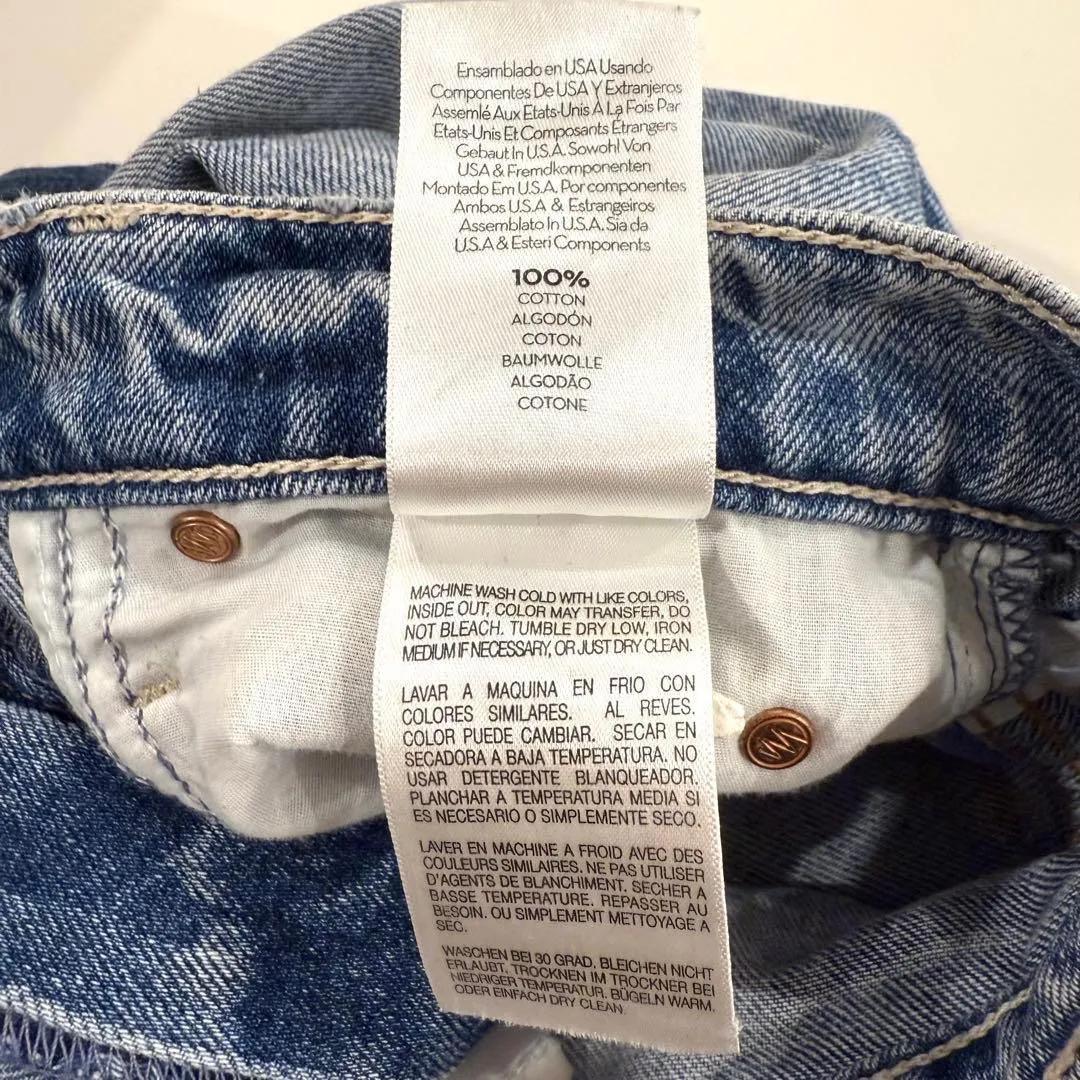 Ensamblado en USA Usando
Componentes De USA Y Extranjeros
Assemlé Aux Etats-Unis À La Fois Par
Etats-Unis Et Composants Étrangers
Gebaut In U.S.A. Sowohl Von
USA & Fremdkomponenten
Montado Em U.S.A. Por componentes
Ambos U.S.A & Estrangeiros
Assemblato In U.S.A. Sia da
U.S.A & Esteri Components
100%
COTTON
ALGODÓN
COTON
BAUMWOLLE
ALGODÃO
COTONE
MACHINE WASH COLD WITH LIKE COLORS,
INSIDE OUT, COLOR MAY TRANSFER, DO
NOT BLEACH. TUMBLE DRY LOW, IRON
MEDIUM IF NECESSARY, OR JUST DRY CLEAN.
LAVAR A MAQUINA EN FRIO CON
COLORES SIMILARES. AL REVES.
COLOR PUEDE CAMBIAR. SECAR EN
SECADORA A BAJA TEMPERATURA. NO
USAR DETERGENTE BLANQUEADOR.
PLANCHAR A TEMPERATURA MEDIA SI
ES NECESARIO O SIMPLEMENTE SECO.
LAVER EN MACHINE A FROID AVEC DES
COULEURS SIMILAIRES. NE PAS UTILISER
D'AGENTS DE BLANCHIMENT. SECHER A
BASSE TEMPERATURE. REPASSER AU
BESOIN. OU SIMPLEMENT METTOYAGE A
SEC.
WASCHEN BEI 30 GRAD, BLEICHEN NICHT
ERLAUBT, TROCKNEN IM TROCKNER BEI
NIEDRIGER TEMPERATUR. BÜGELN WARM.
ODER EINFACH DRY CLEAN.